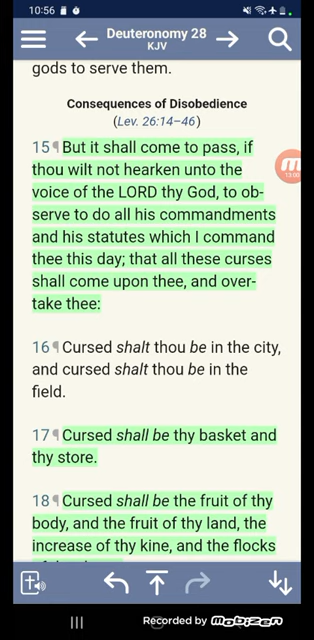 10:56
Deuteronomy 28
KJV
gods to serve them.
Consequences of Disobedience
(Lev. 26:14–46)
15¶ But it shall come to pass, if
thou wilt not hearken unto the
voice of the LORD thy God, to ob-
serve to do all his commandments
and his statutes which I command
thee this day; that all these curses
shall come upon thee, and over-
take thee:
16¶ Cursed shalt thou be in the city,
and cursed shalt thou be in the
field.
17¶ Cursed shall be thy basket and
thy store.
18¶ Cursed shall be the fruit of thy
body, and the fruit of thy land, the
increase of thy kine, and the flocks
Recorded by Mobizen